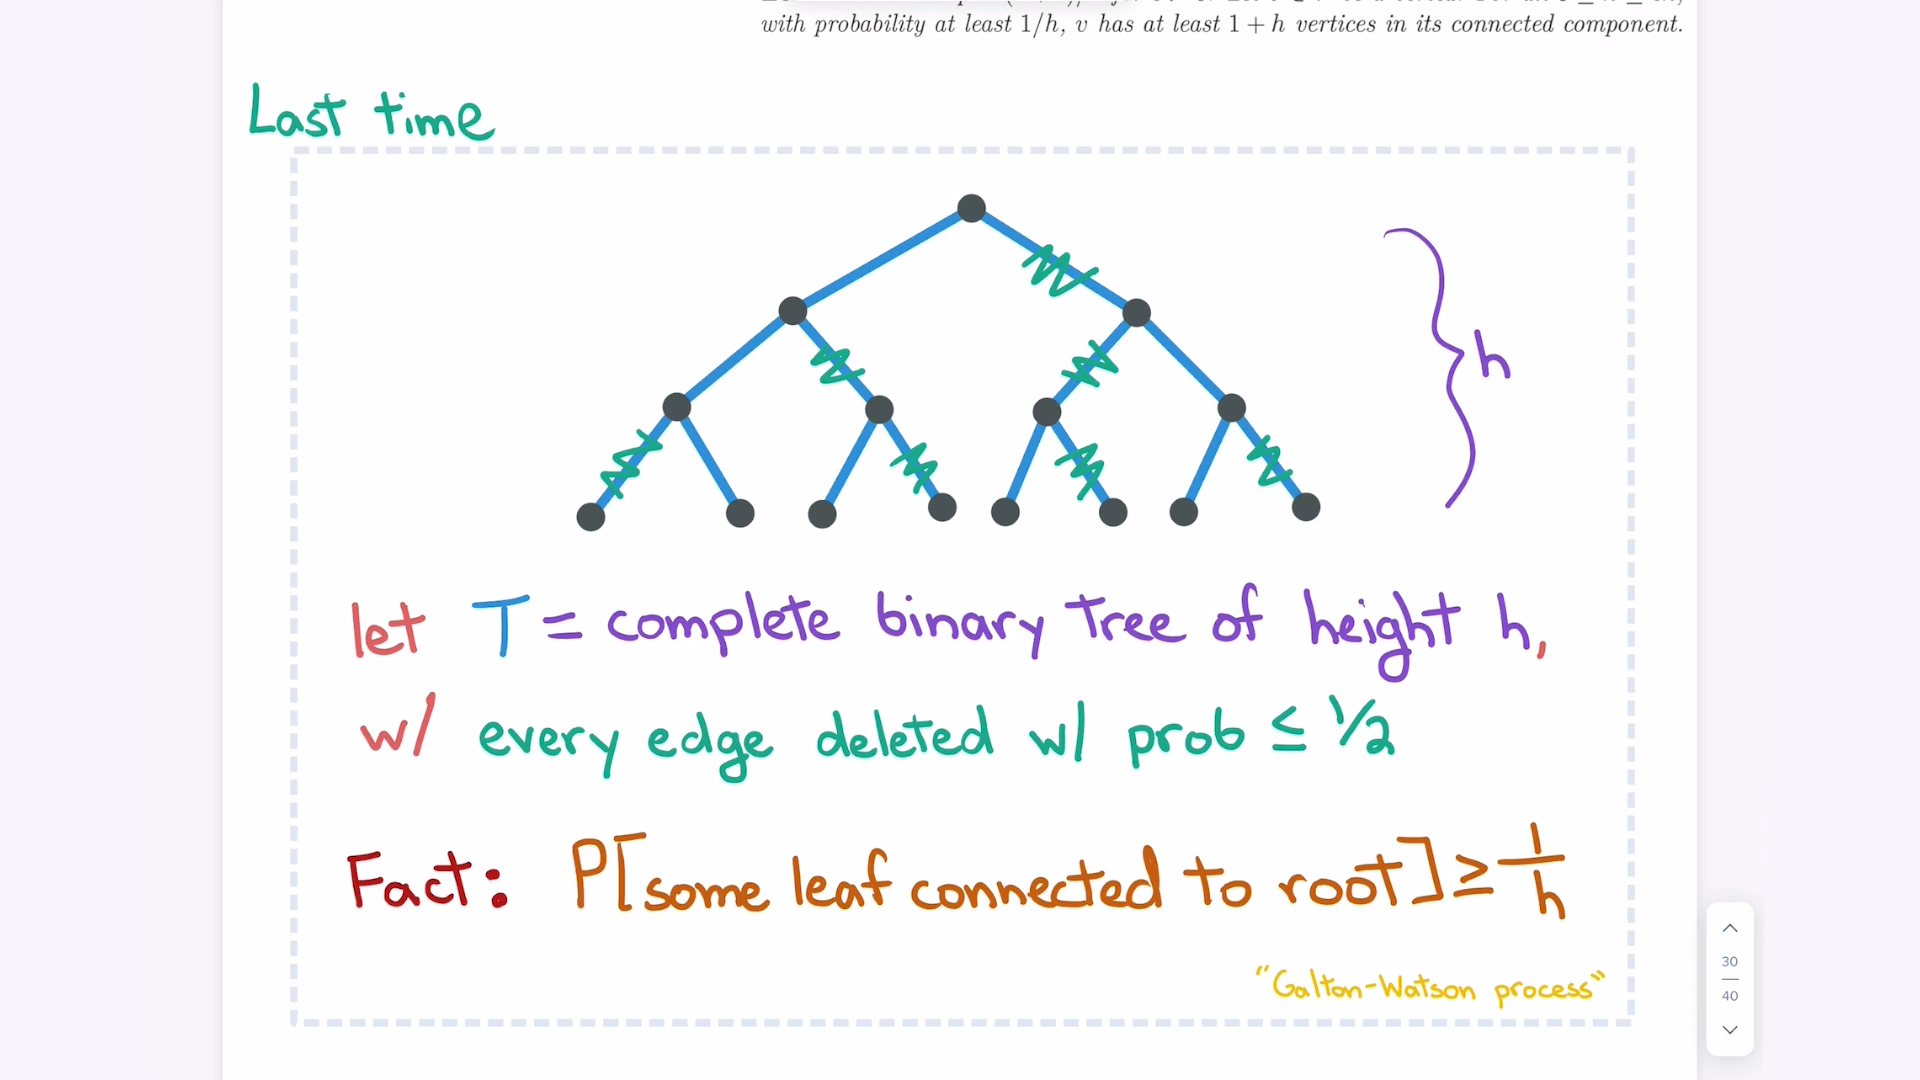 with probability at least 1/h, v has at least 1 + h vertices in its connected component.
Last time
h
let T = complete binary tree of height h,
w/ every edge deleted w/ prob ≤ 1/2
Fact: P[some leaf connected to root] ≥ 1/h
"Galton-Watson process"
30
40